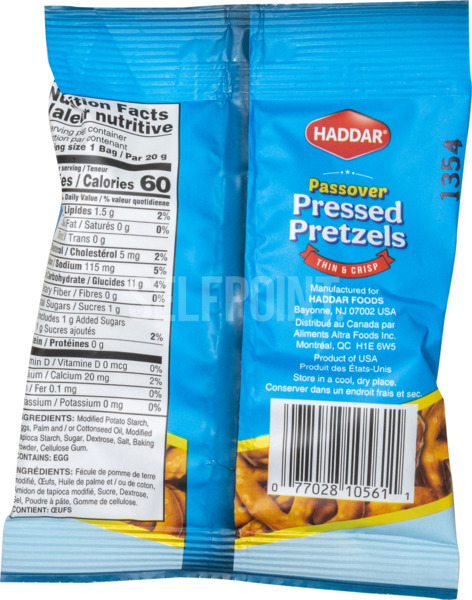 Facts
nutritive
container
contenant
size 1 Bag / Par 20 g
serving / Teneur
/ Calories 60
Daily Value / % valeur quotidienne
Lipides 1.5 g 2%
Fat / Saturés 0 g 0%
Trans 0 g
/ Cholestérol 5 mg 2%
/ Sodium 115 mg 5%
/ Glucides 11 g 4%
Fiber / Fibres 0 g 0%
Sugars / Sucres 1 g
1 g Added Sugars
g Sucres ajoutés 2%
/ Protéines 0 g
D / Vitamine D 0 mcg 0%
/ Calcium 20 mg 2%
/ Fer 0.1 mg 0%
/ Potassium 0 mg 0%
INGREDIENTS: Modified Potato Starch,
Eggs, Palm and / or Cottonseed Oil, Modified
Tapioca Starch, Sugar, Dextrose, Salt, Baking
Powder, Cellulose Gum.
CONTAINS: EGG
INGRÉDIENTS: Fécule de pomme de terre
modifié, Œufs, Huile de palme et / ou de coton,
Amidon de tapioca modifié, Sucre, Dextrose,
Sel, Poudre à pâte, Gomme de cellulose.
CONTIENT: ŒUFS
HADDAR®
1354
Passover
Pressed
Pretzels
THIN & CRISP
Manufactured for
HADDAR FOODS
Bayonne, NJ 07002 USA
Distribué au Canada par
Aliments Altra Foods Inc.
Montréal, QC H1E 6W5
Product of USA
Produit des États-Unis
Store in a cool, dry place.
Conserver dans un endroit frais et sec.
0 77028 10561 1
SELFPOINT